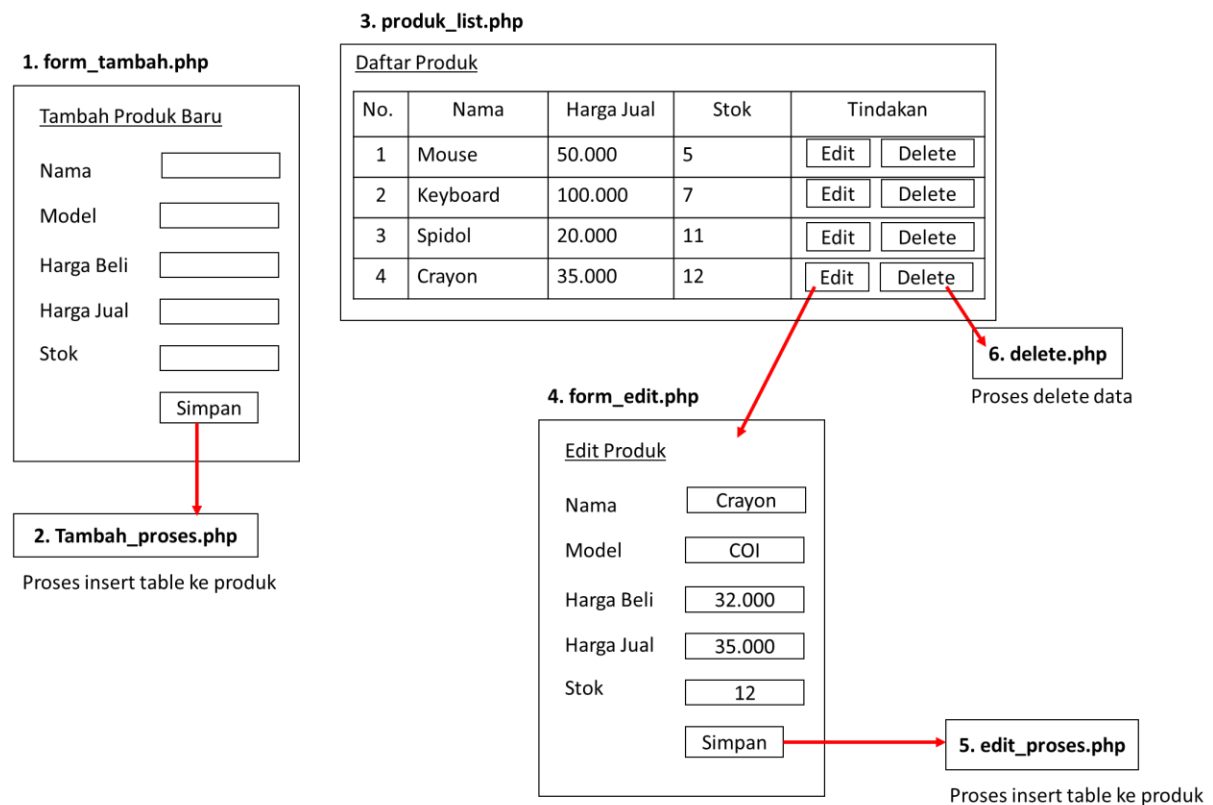 1. form_tambah.php
Tambah Produk Baru
Nama
Model
Harga Beli
Harga Jual
Stok
Simpan
2. Tambah_proses.php
Proses insert table ke produk
3. produk_list.php
Daftar Produk
No. Nama Harga Jual Stok Tindakan
1 Mouse 50.000 5 Edit Delete
2 Keyboard 100.000 7 Edit Delete
3 Spidol 20.000 11 Edit Delete
4 Crayon 35.000 12 Edit Delete
6. delete.php
Proses delete data
4. form_edit.php
Edit Produk
Nama Crayon
Model COI
Harga Beli 32.000
Harga Jual 35.000
Stok 12
Simpan
5. edit_proses.php
Proses insert table ke produk